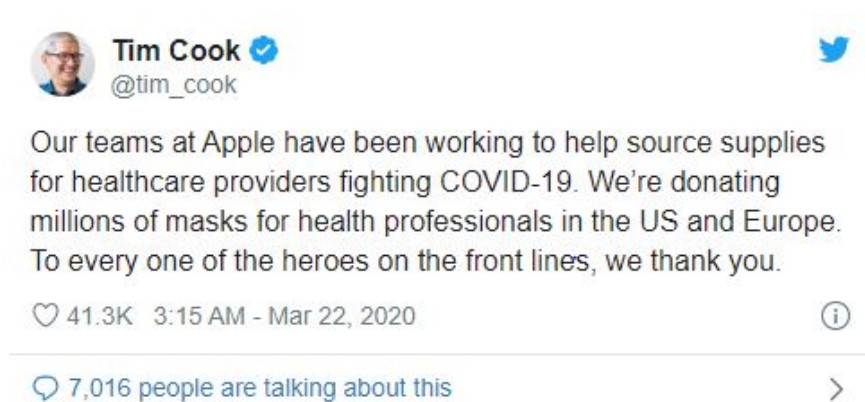 Tim Cook
@tim_cook
Our teams at Apple have been working to help source supplies
for healthcare providers fighting COVID-19. We’re donating
millions of masks for health professionals in the US and Europe.
To every one of the heroes on the front lines, we thank you.
41.3K 3:15 AM - Mar 22, 2020
7,016 people are talking about this